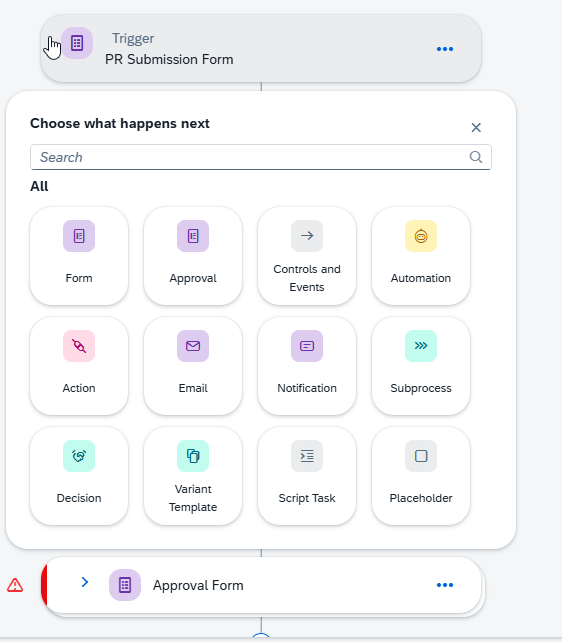 Trigger
PR Submission Form
Choose what happens next
Search
All
Form
Approval
Controls and
Events
Automation
Action
Email
Notification
Subprocess
Decision
Variant
Template
Script Task
Placeholder
Approval Form